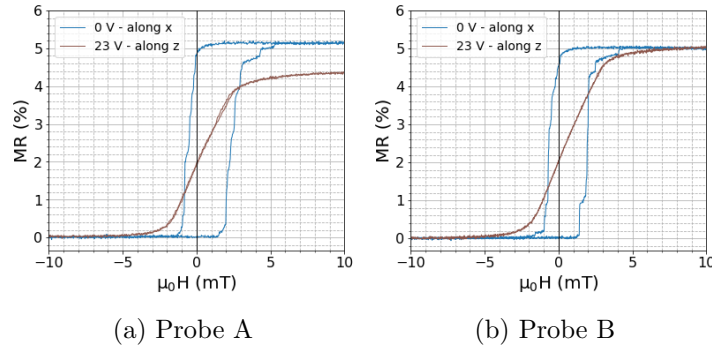 0 V - along x
23 V - along z
MR (%)
6
5
4
3
2
1
0
−10
−5
0
5
10
μ₀H (mT)
(a) Probe A
0 V - along x
23 V - along z
MR (%)
6
5
4
3
2
1
0
−10
−5
0
5
10
μ₀H (mT)
(b) Probe B